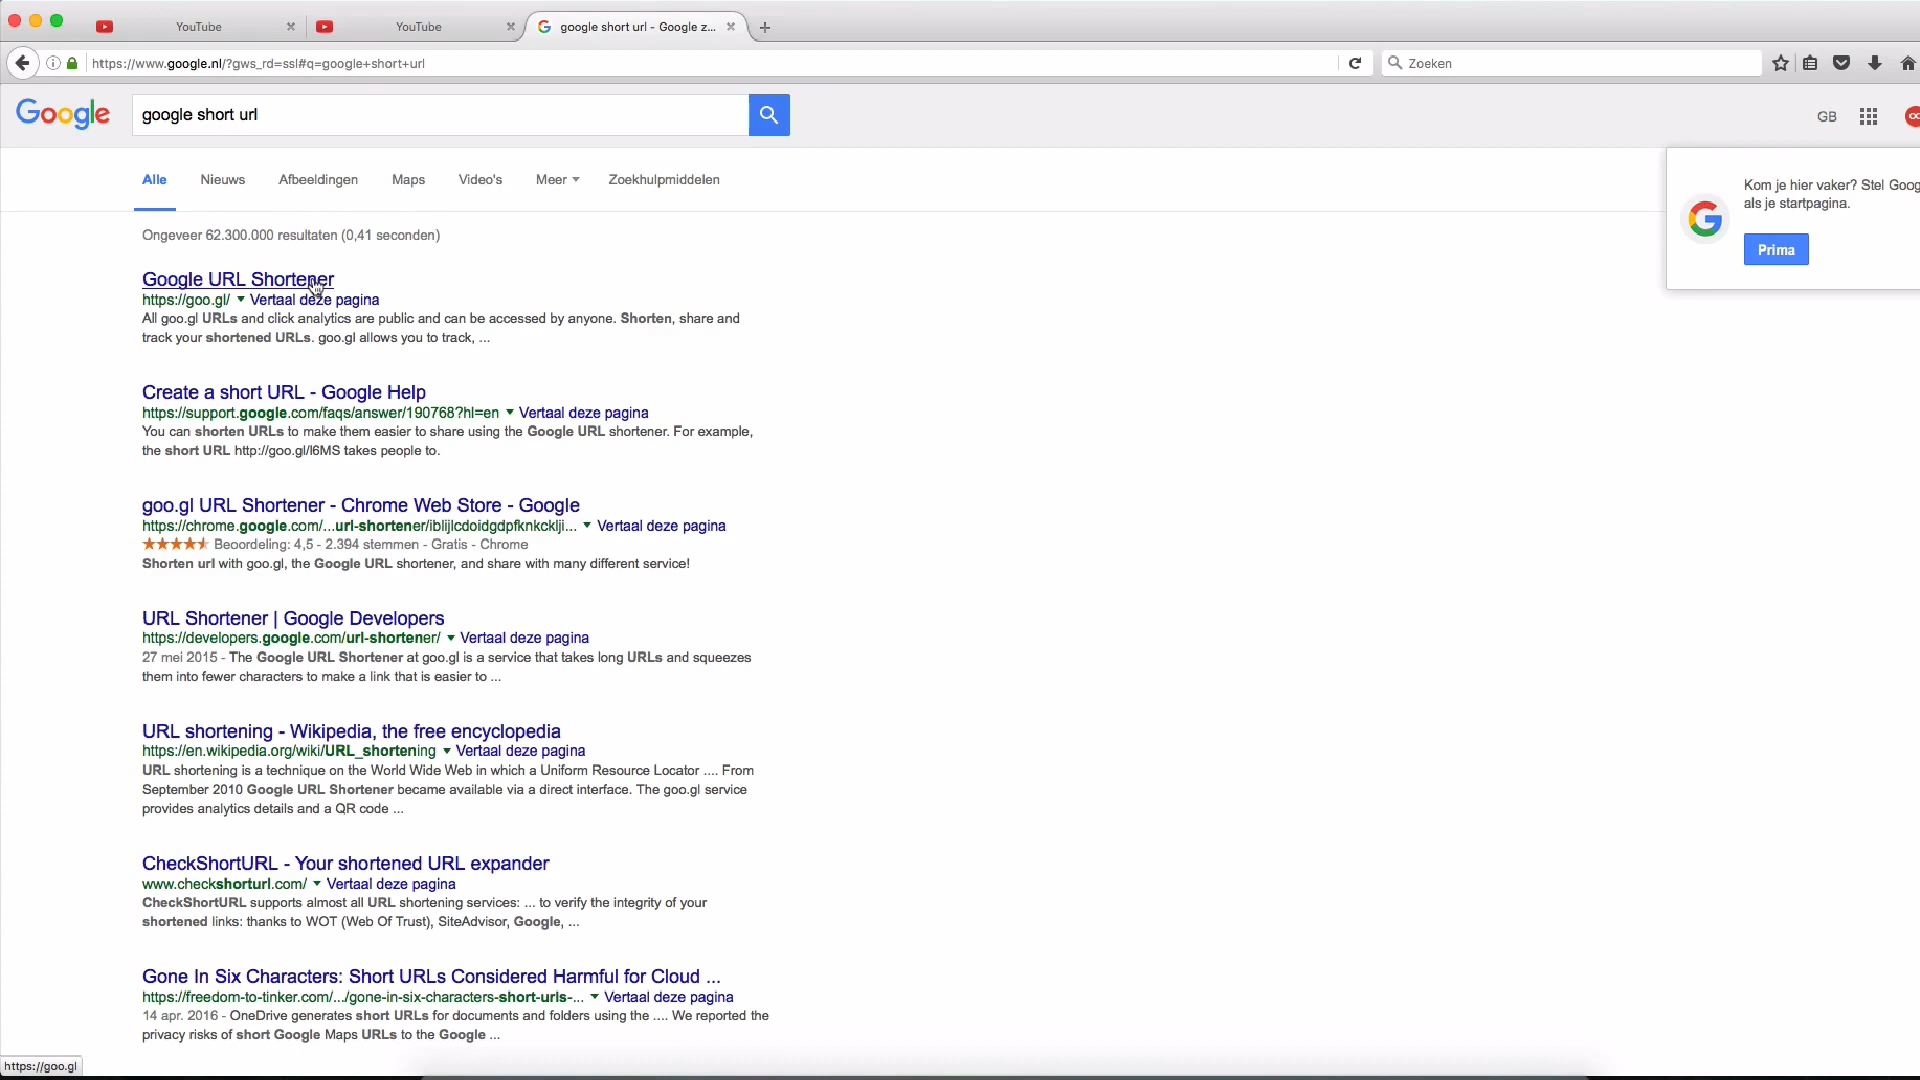 YouTube
YouTube
google short url - Google z...
https://www.google.nl/?gws_rd=ssl#q=google+short+url
Zoeken
Google
google short url
GB
Alle
Nieuws
Afbeeldingen
Maps
Video's
Meer
Zoekhulpmiddelen
Kom je hier vaker? Stel Goog
als je startpagina.
Prima
Ongeveer 62.300.000 resultaten (0,41 seconden)
Google URL Shortener
https://goo.gl/ Vertaal deze pagina
All goo.gl URLs and click analytics are public and can be accessed by anyone. Shorten, share and
track your shortened URLs. goo.gl allows you to track, ...
Create a short URL - Google Help
https://support.google.com/faqs/answer/190768?hl=en Vertaal deze pagina
You can shorten URLs to make them easier to share using the Google URL shortener. For example,
the short URL http://goo.gl/l6MS takes people to.
goo.gl URL Shortener - Chrome Web Store - Google
https://chrome.google.com/...url-shortener/iblijlcdoidgdpfknkcklji... Vertaal deze pagina
Beoordeling: 4,5 - 2.394 stemmen - Gratis - Chrome
Shorten url with goo.gl, the Google URL shortener, and share with many different service!
URL Shortener | Google Developers
https://developers.google.com/url-shortener/ Vertaal deze pagina
27 mei 2015 - The Google URL Shortener at goo.gl is a service that takes long URLs and squeezes
them into fewer characters to make a link that is easier to ...
URL shortening - Wikipedia, the free encyclopedia
https://en.wikipedia.org/wiki/URL_shortening Vertaal deze pagina
URL shortening is a technique on the World Wide Web in which a Uniform Resource Locator .... From
September 2010 Google URL Shortener became available via a direct interface. The goo.gl service
provides analytics details and a QR code ...
CheckShortURL - Your shortened URL expander
www.checkshorturl.com/ Vertaal deze pagina
CheckShortURL supports almost all URL shortening services: ... to verify the integrity of your
shortened links: thanks to WOT (Web Of Trust), SiteAdvisor, Google, ...
Gone In Six Characters: Short URLs Considered Harmful for Cloud ...
https://freedom-to-tinker.com/.../gone-in-six-characters-short-urls-... Vertaal deze pagina
14 apr. 2016 - OneDrive generates short URLs for documents and folders using the .... We reported the
privacy risks of short Google Maps URLs to the Google ...
https://goo.gl